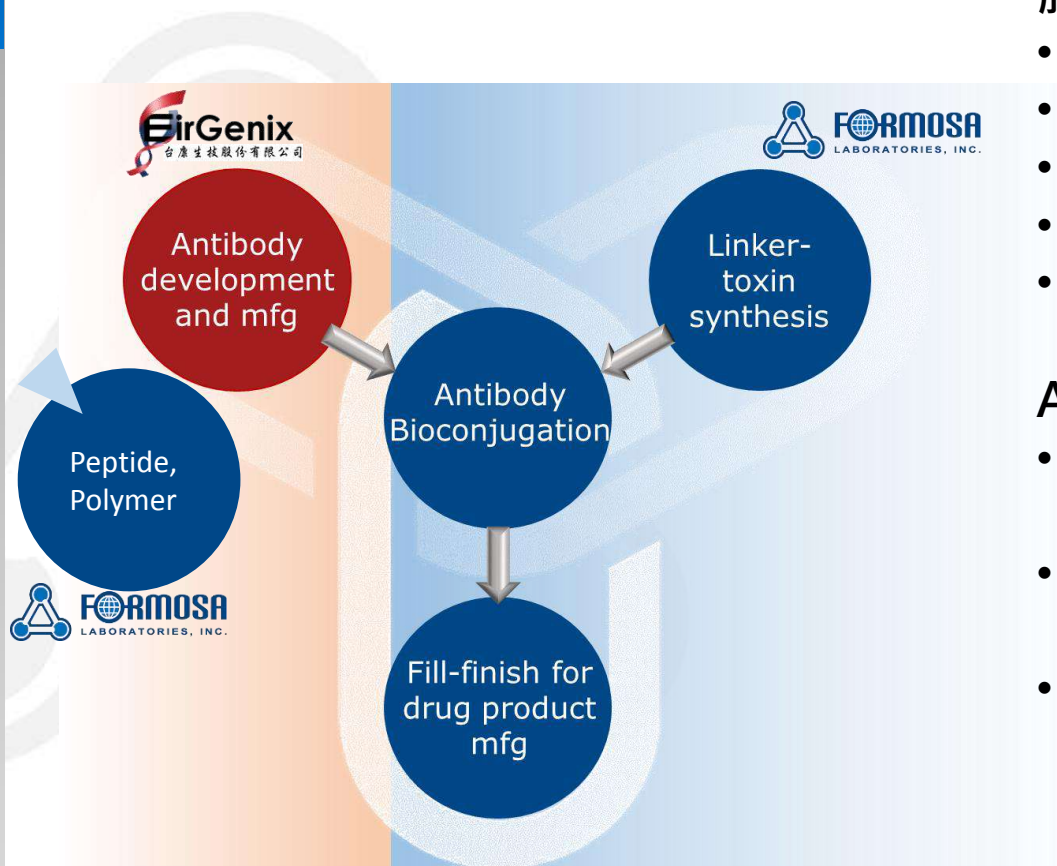 EirGenix
台康生技股份有限公司
FORMOSA
LABORATORIES, INC.
Antibody
development
and mfg
Linker-
toxin
synthesis
Antibody
Bioconjugation
Peptide,
Polymer
FORMOSA
LABORATORIES, INC.
Fill-finish for
drug product
mfg
A